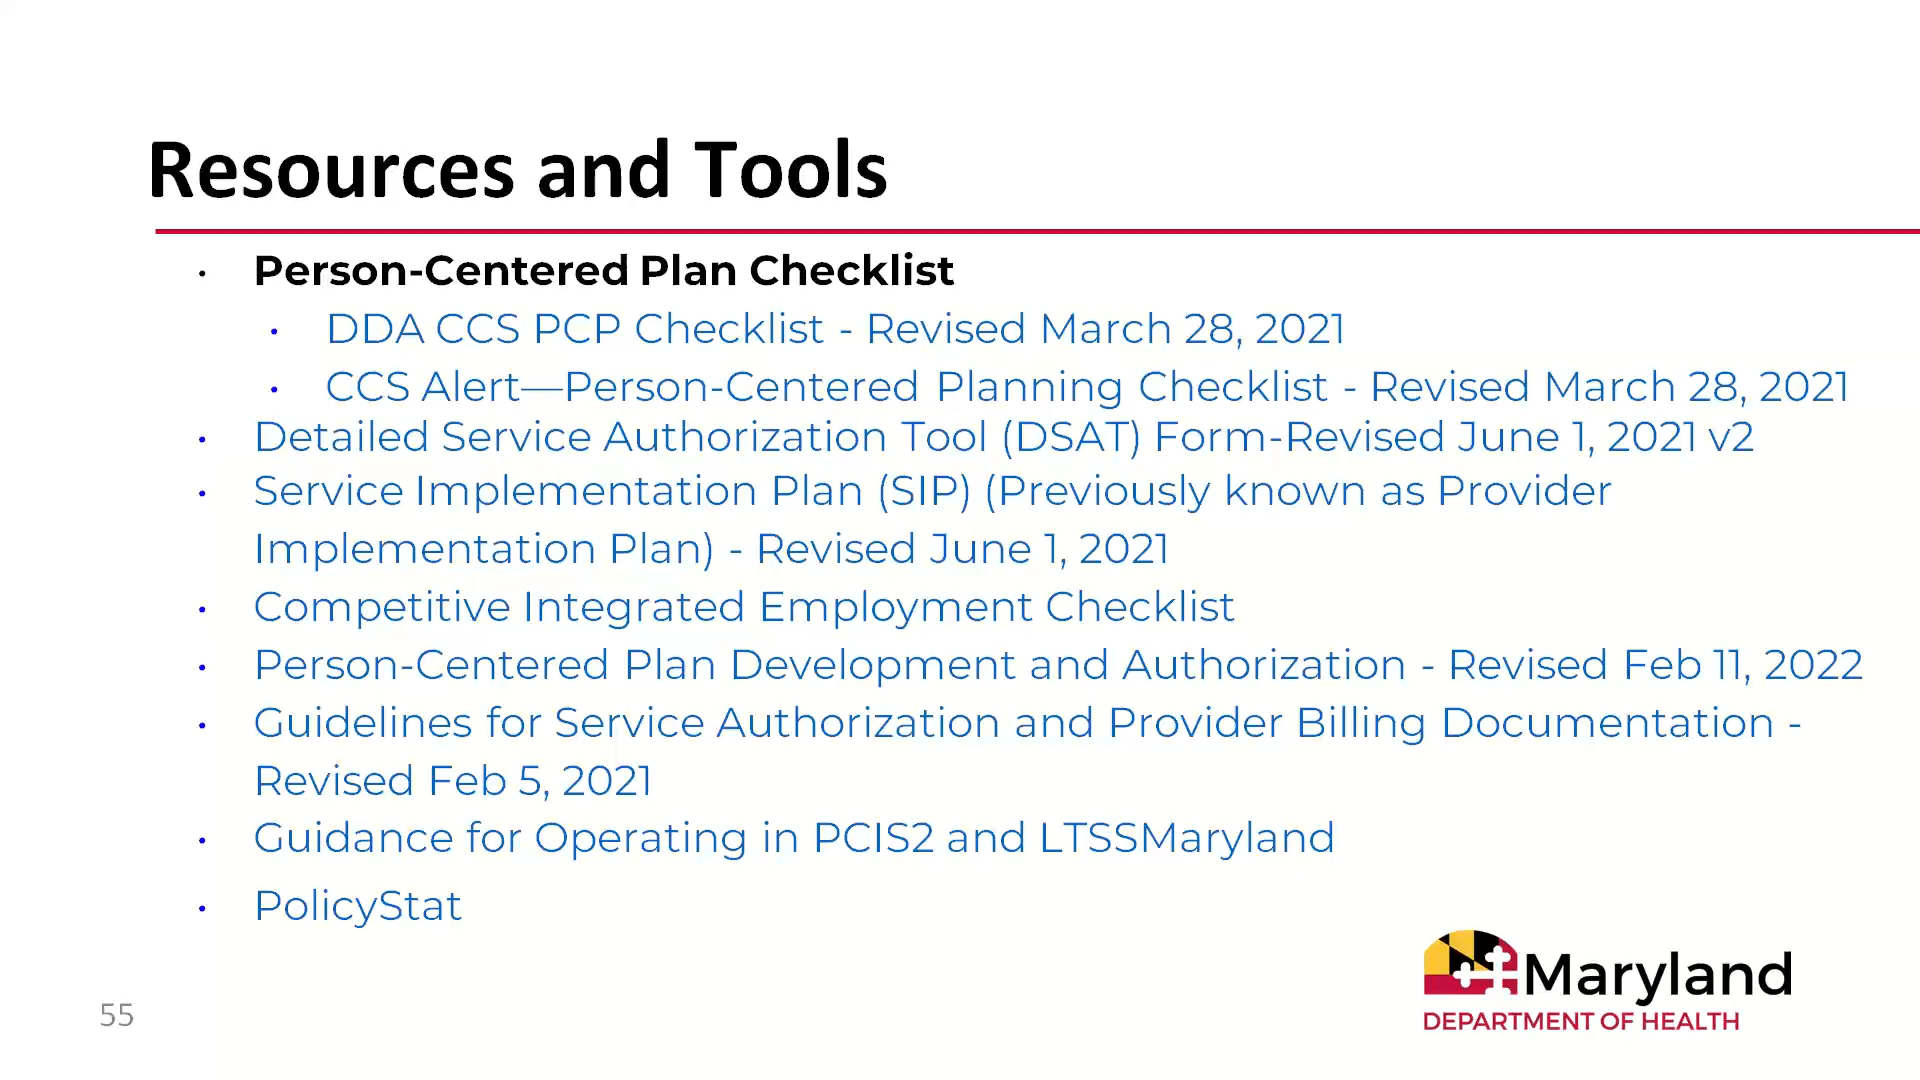 Resources and Tools
• Person-Centered Plan Checklist
• DDA CCS PCP Checklist - Revised March 28, 2021
• CCS Alert—Person-Centered Planning Checklist - Revised March 28, 2021
• Detailed Service Authorization Tool (DSAT) Form-Revised June 1, 2021 v2
• Service Implementation Plan (SIP) (Previously known as Provider
Implementation Plan) - Revised June 1, 2021
• Competitive Integrated Employment Checklist
• Person-Centered Plan Development and Authorization - Revised Feb 11, 2022
• Guidelines for Service Authorization and Provider Billing Documentation -
Revised Feb 5, 2021
• Guidance for Operating in PCIS2 and LTSSMaryland
• PolicyStat
Maryland
DEPARTMENT OF HEALTH
55